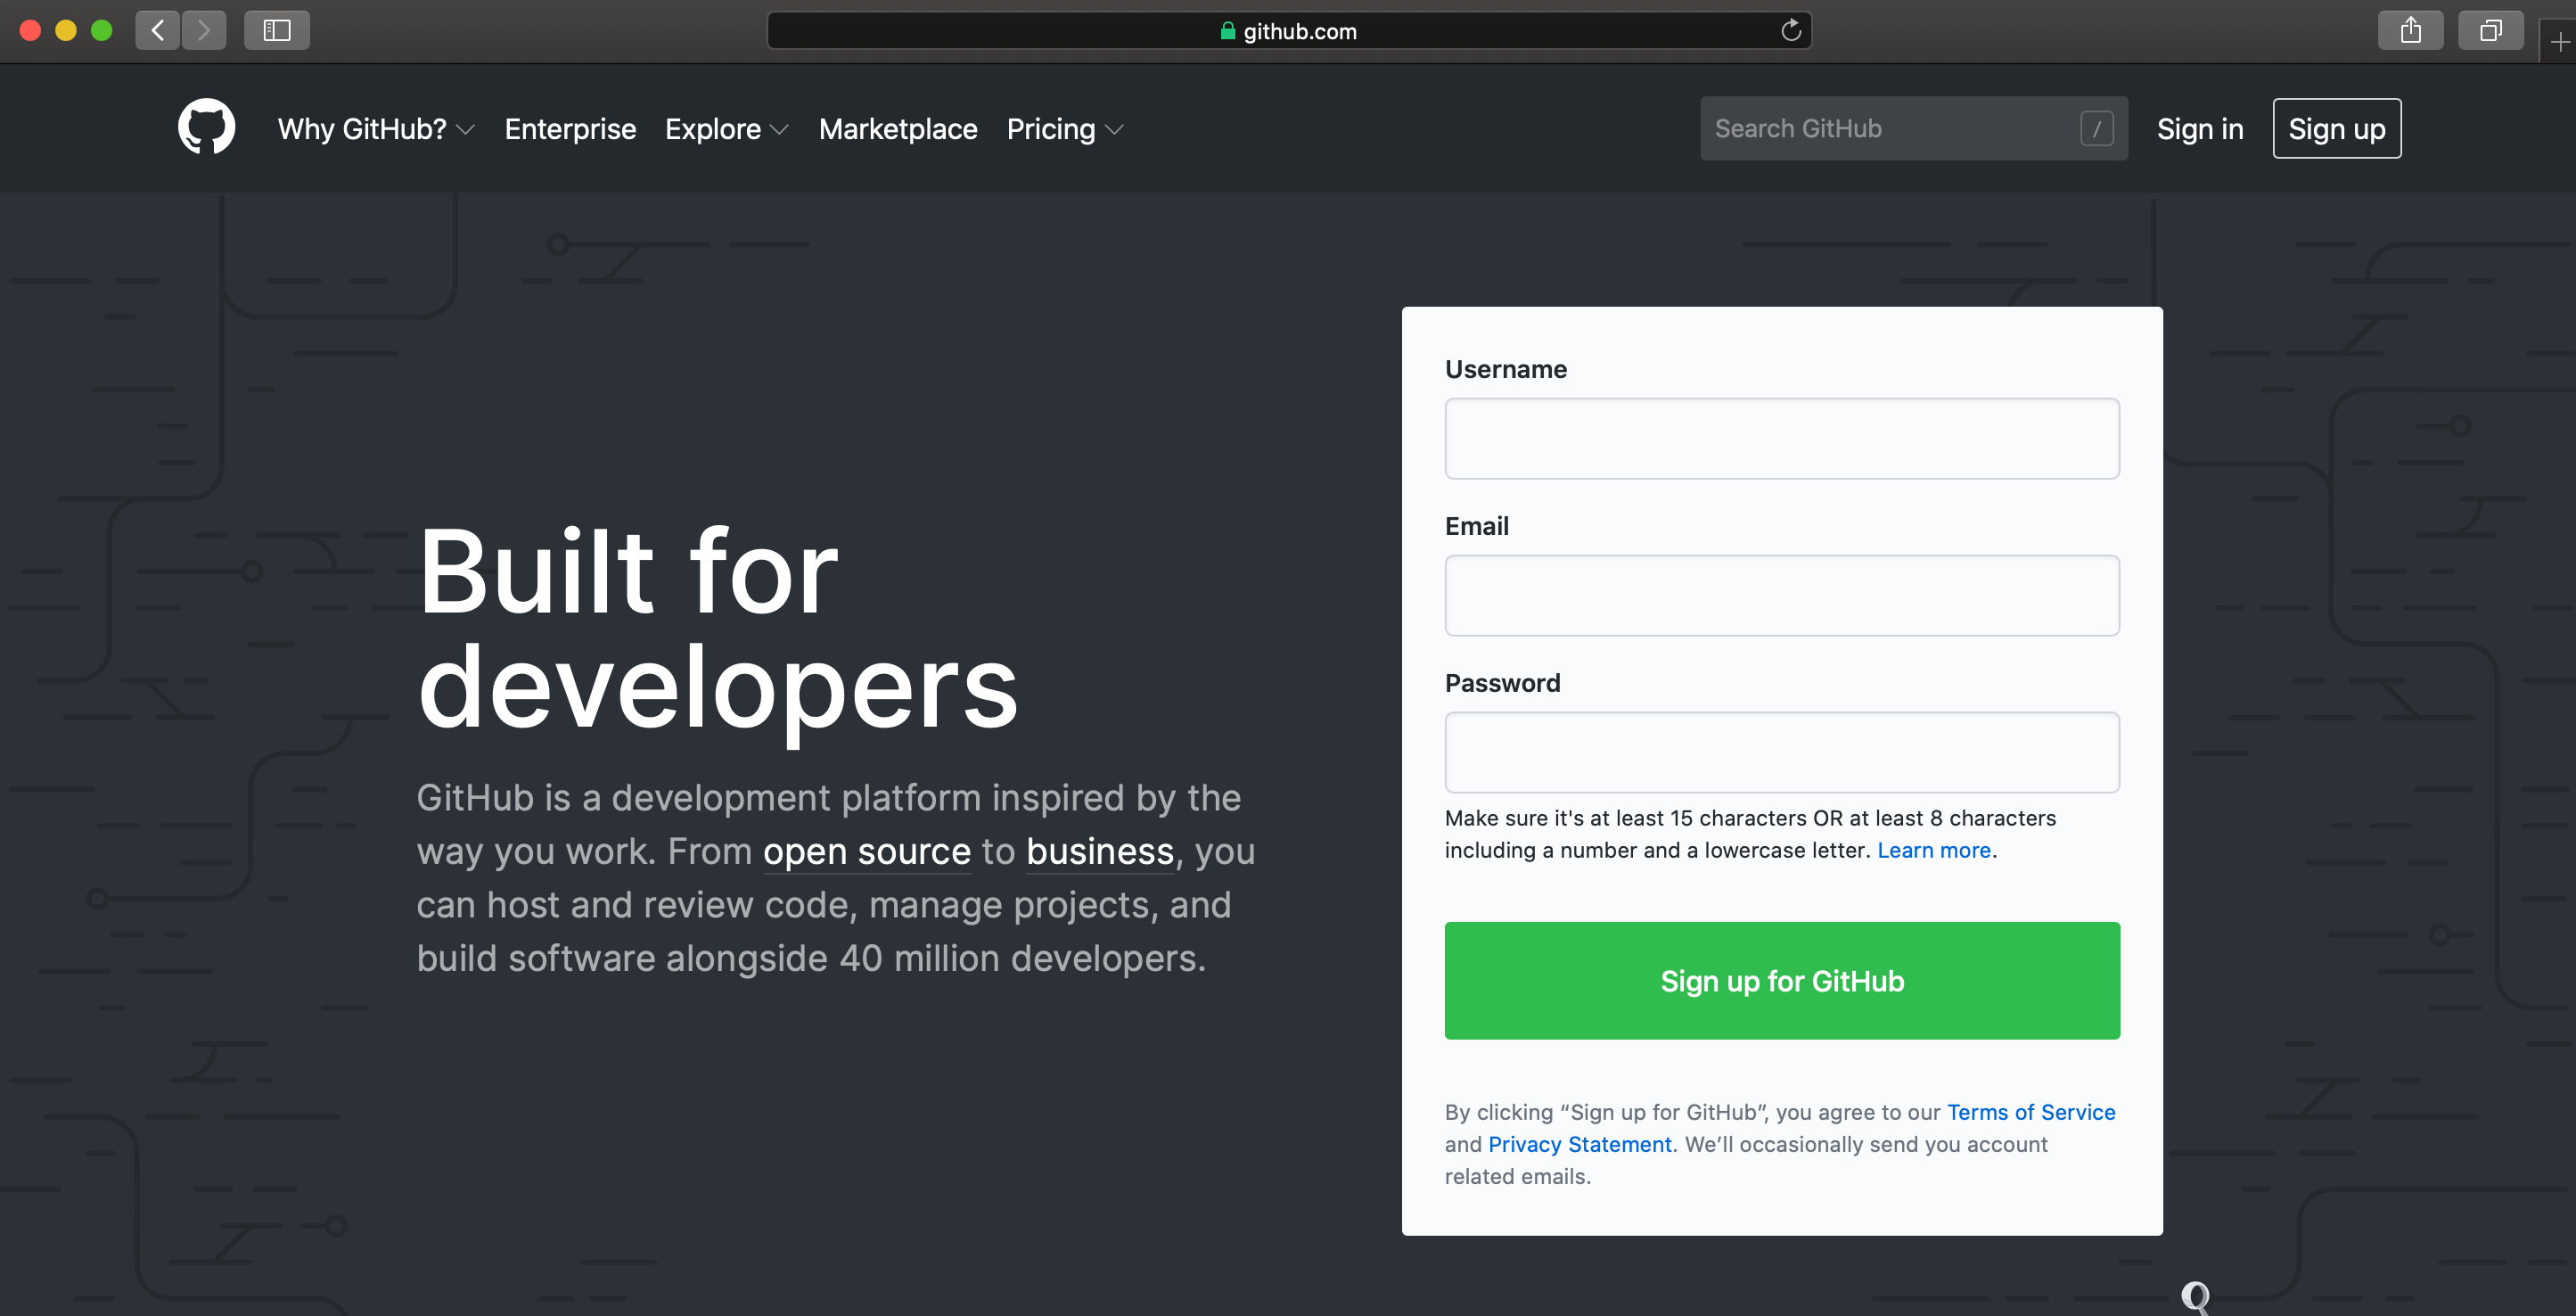 github.com
Why GitHub? Enterprise Explore Marketplace Pricing
Search GitHub /
Sign in
Sign up
Built for
developers
GitHub is a development platform inspired by the
way you work. From open source to business, you
can host and review code, manage projects, and
build software alongside 40 million developers.
Username
Email
Password
Make sure it's at least 15 characters OR at least 8 characters
including a number and a lowercase letter. Learn more.
Sign up for GitHub
By clicking “Sign up for GitHub”, you agree to our Terms of Service
and Privacy Statement. We’ll occasionally send you account
related emails.